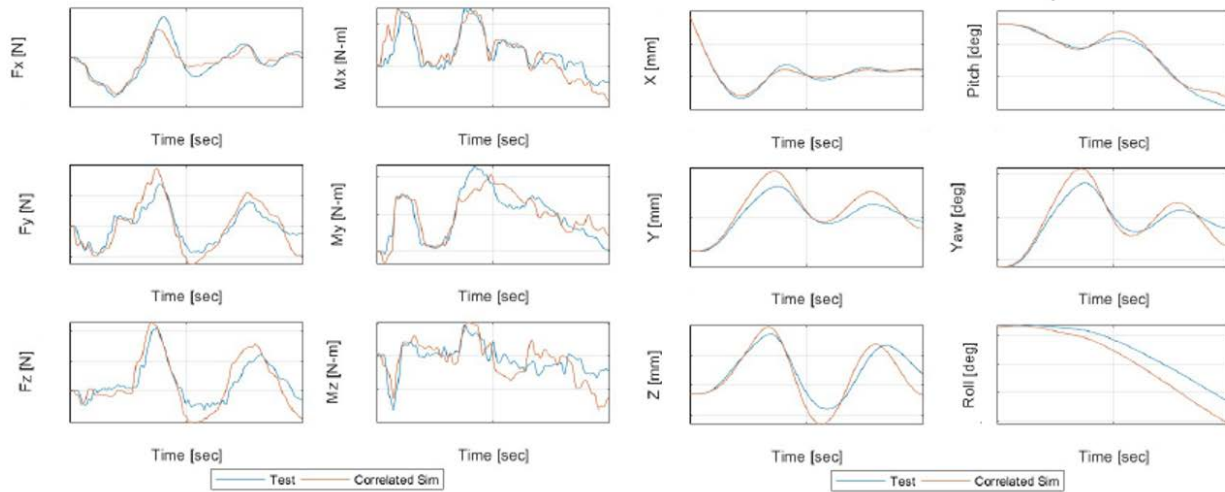 Fx [N]
Time [sec]
Mx [N-m]
Time [sec]
X [mm]
Time [sec]
Pitch [deg]
Time [sec]
Fy [N]
Time [sec]
My [N-m]
Time [sec]
Y [mm]
Time [sec]
Yaw [deg]
Time [sec]
Fz [N]
Time [sec]
Mz [N-m]
Time [sec]
Z [mm]
Time [sec]
Roll [deg]
Time [sec]
Test Correlated Sim
Test Correlated Sim